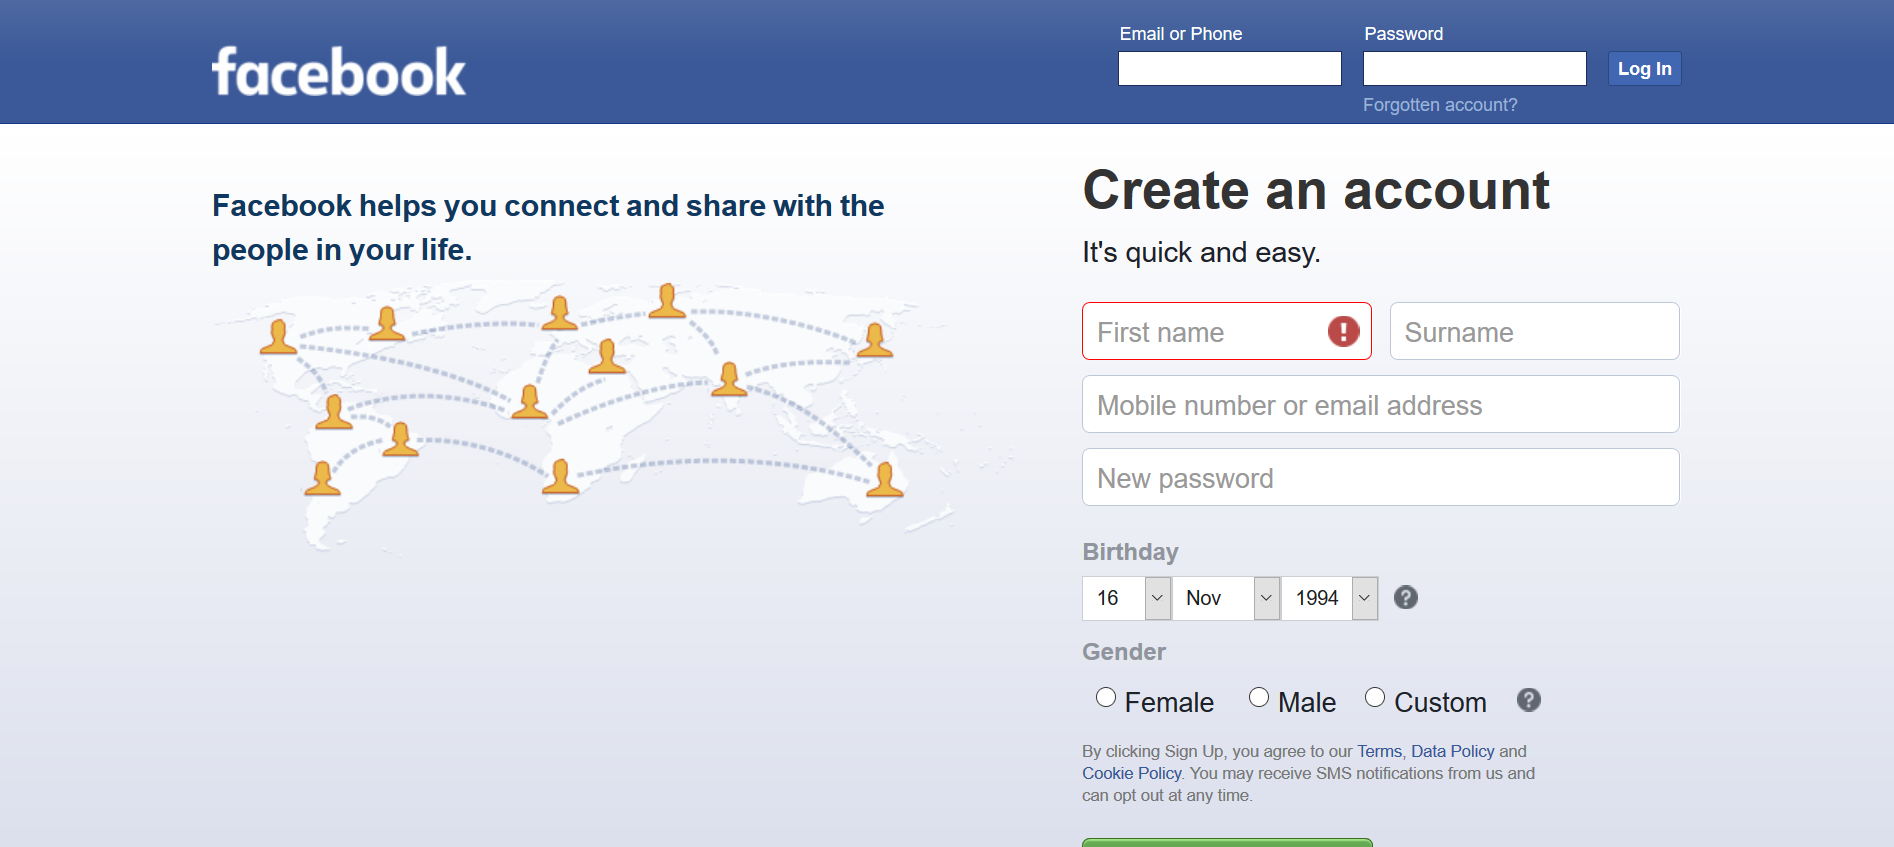 facebook
Email or Phone
Password
Log In
Forgotten account?
Facebook helps you connect and share with the
people in your life.
Create an account
It's quick and easy.
First name
Surname
Mobile number or email address
New password
Birthday
16 Nov 1994
Gender
Female Male Custom
By clicking Sign Up, you agree to our Terms, Data Policy and
Cookie Policy. You may receive SMS notifications from us and
can opt out at any time.